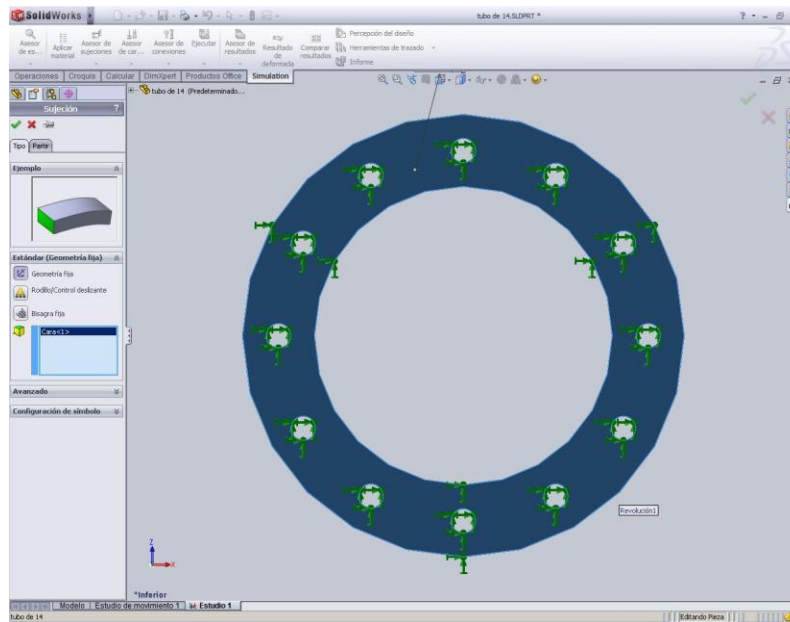 SolidWorks
tubo de 14.SLDPRT *
Asesor de es...
Aplicar material
Asesor de sujeciones
Asesor de car...
Asesor de conexiones
Ejecutar
Asesor de resultados
Resultado de deformada
Comparar resultados
Percepción del diseño
Herramientas de trazado
Informe
Operaciones Croquis Calcular DimXpert Productos Office Simulation
tubo de 14 (Predeterminado...
Sujeción ?
Tipo Partir
Ejemplo
Estándar (Geometría fija)
Geometría fija
Rodillo/Control deslizante
Bisagra fija
Cara<1>
Avanzado
Configuración de símbolo
Revolución1
Z
X
*Inferior
Modelo Estudio de movimiento 1 Estudio 1
tubo de 14
Editando Pieza